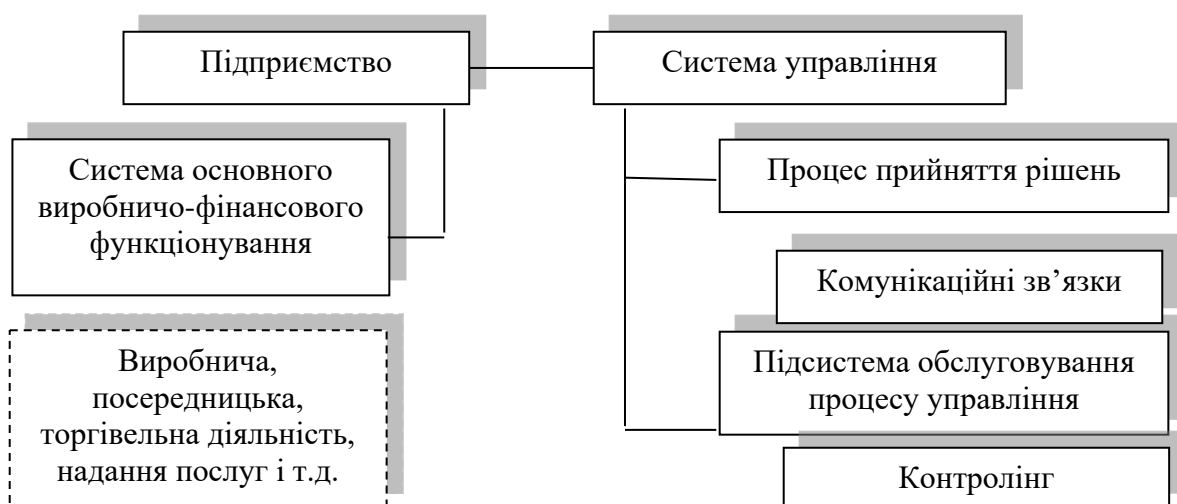 Підприємство
Система управління
Система основного
виробничо-фінансового
функціонування
Процес прийняття рішень
Комунікаційні зв’язки
Виробнича,
посередницька,
торгівельна діяльність,
надання послуг і т.д.
Підсистема обслуговування
процесу управління
Контролінг